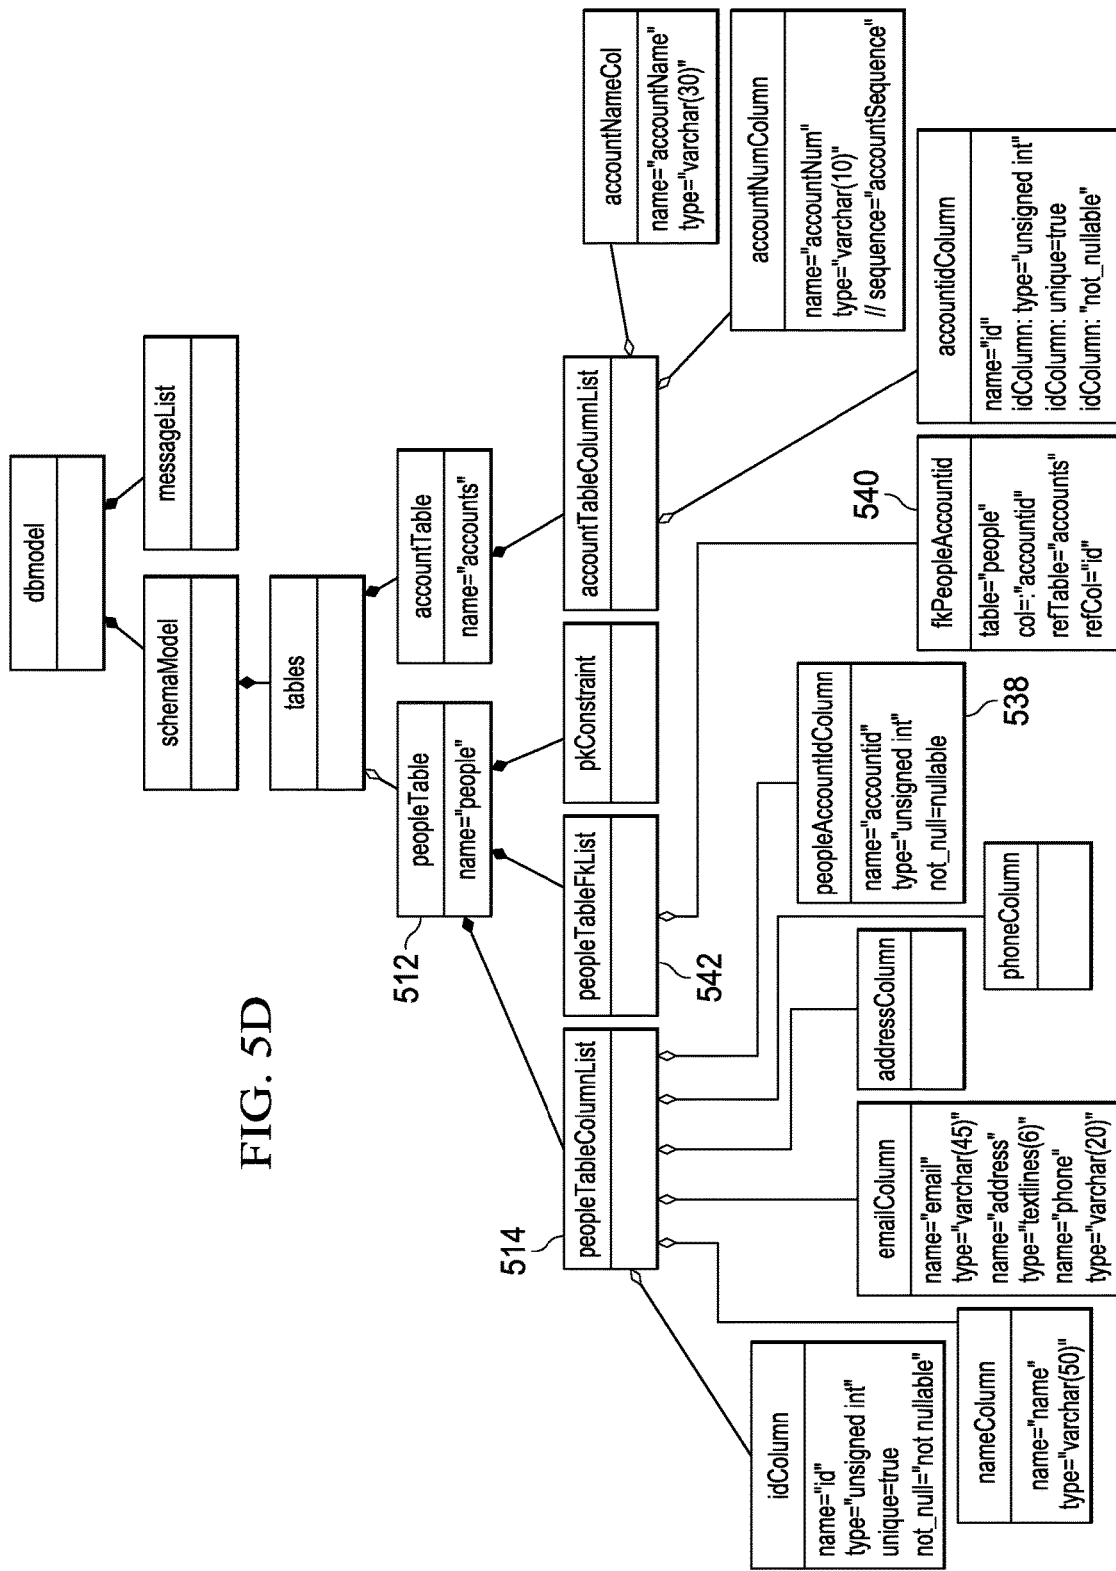 FIG. 5D
dbmodel
schemaModel
messageList
tables
512
peopleTable
name="people"
accountTable
name="accounts"
514
peopleTableColumnList
peopleTableFkList
542
pkConstraint
accountTableColumnList
accountNameCol
name="accountName"
type="varchar(30)"
accountNumColumn
name="accountNum"
type="varchar(10)"
// sequence="accountSequence"
accountidColumn
name="id"
idColumn: type="unsigned int"
idColumn: unique=true
idColumn: "not_nullable"
fkPeopleAccountid
540
table="people"
col=:"accountid"
refTable="accounts"
refCol="id"
peopleAccountIdColumn
name="accountid"
type="unsigned int"
not_null=nullable
538
phoneColumn
addressColumn
emailColumn
name="email"
type="varchar(45)"
name="address"
type="textlines(6)"
name="phone"
type="varchar(20)"
idColumn
name="id"
type="unsigned int"
unique=true
not_null="not nullable"
nameColumn
name="name"
type="varchar(50)"